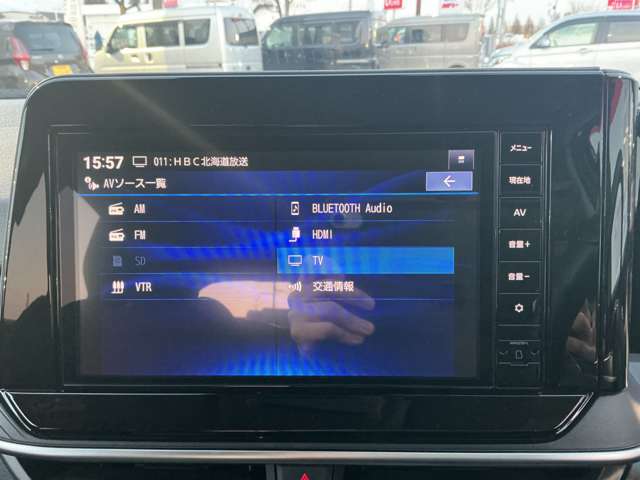 15:57 011:HBC北海道放送
AVソース一覧
AM
BLUETOOTH Audio
FM
HDMI
SD
TV
VTR
交通情報
メニュー
現在地
AV
音量+
音量−